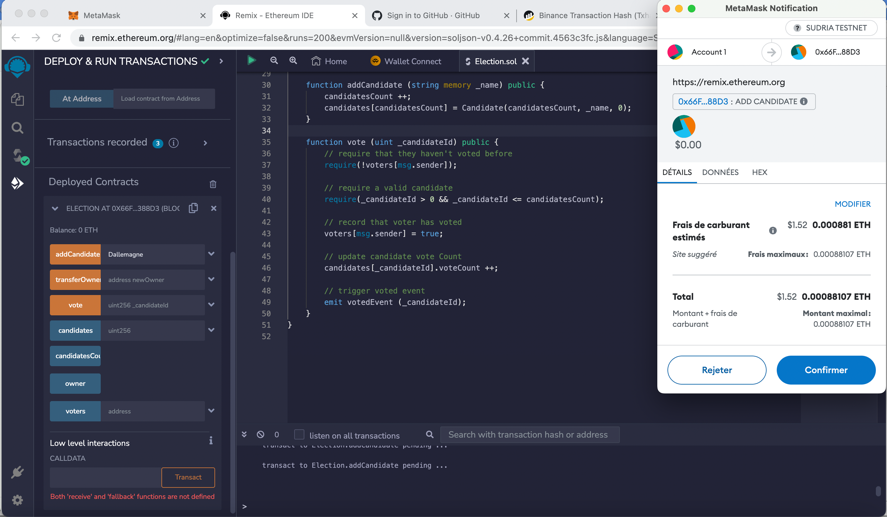 MetaMask
Remix - Ethereum IDE
Sign in to GitHub · GitHub
Binance Transaction Hash (Tx
remix.ethereum.org/#lang=en&optimize=false&runs=200&evmVersion=null&version=soljson-v0.4.26+commit.4563c3fc.js&language=S
DEPLOY & RUN TRANSACTIONS
At Address
Load contract from Address
Transactions recorded 3
Deployed Contracts
ELECTION AT 0X66F...388D3 (BLOC
Balance: 0 ETH
addCandidate
Dallemagne
transferOwner
address newOwner
vote
uint256 _candidateId
candidates
uint256
candidatesCou
owner
voters
address
Low level interactions
CALLDATA
Transact
Both 'receive' and 'fallback' functions are not defined
Home
Wallet Connect
Election.sol
29
30 function addCandidate (string memory _name) public {
31 candidatesCount ++;
32 candidates[candidatesCount] = Candidate(candidatesCount, _name, 0);
33 }
34
35 function vote (uint _candidateId) public {
36 // require that they haven't voted before
37 require(!voters[msg.sender]);
38
39 // require a valid candidate
40 require(_candidateId > 0 && _candidateId <= candidatesCount);
41
42 // record that voter has voted
43 voters[msg.sender] = true;
44
45 // update candidate vote Count
46 candidates[_candidateId].voteCount ++;
47
48 // trigger voted event
49 emit votedEvent (_candidateId);
50 }
51 }
52
0
listen on all transactions
Search with transaction hash or address
transact to Election.addCandidate pending ...
transact to Election.addCandidate pending ...
>
MetaMask Notification
SUDRIA TESTNET
Account 1
0x66F...88D3
https://remix.ethereum.org
0x66F...88D3 : ADD CANDIDATE
$0.00
DÉTAILS
DONNÉES
HEX
MODIFIER
Frais de carburant estimés
$1.52 0.000881 ETH
Site suggéré
Frais maximaux: 0.00088107 ETH
Total
$1.52 0.00088107 ETH
Montant + frais de carburant
Montant maximal:
0.00088107 ETH
Rejeter
Confirmer